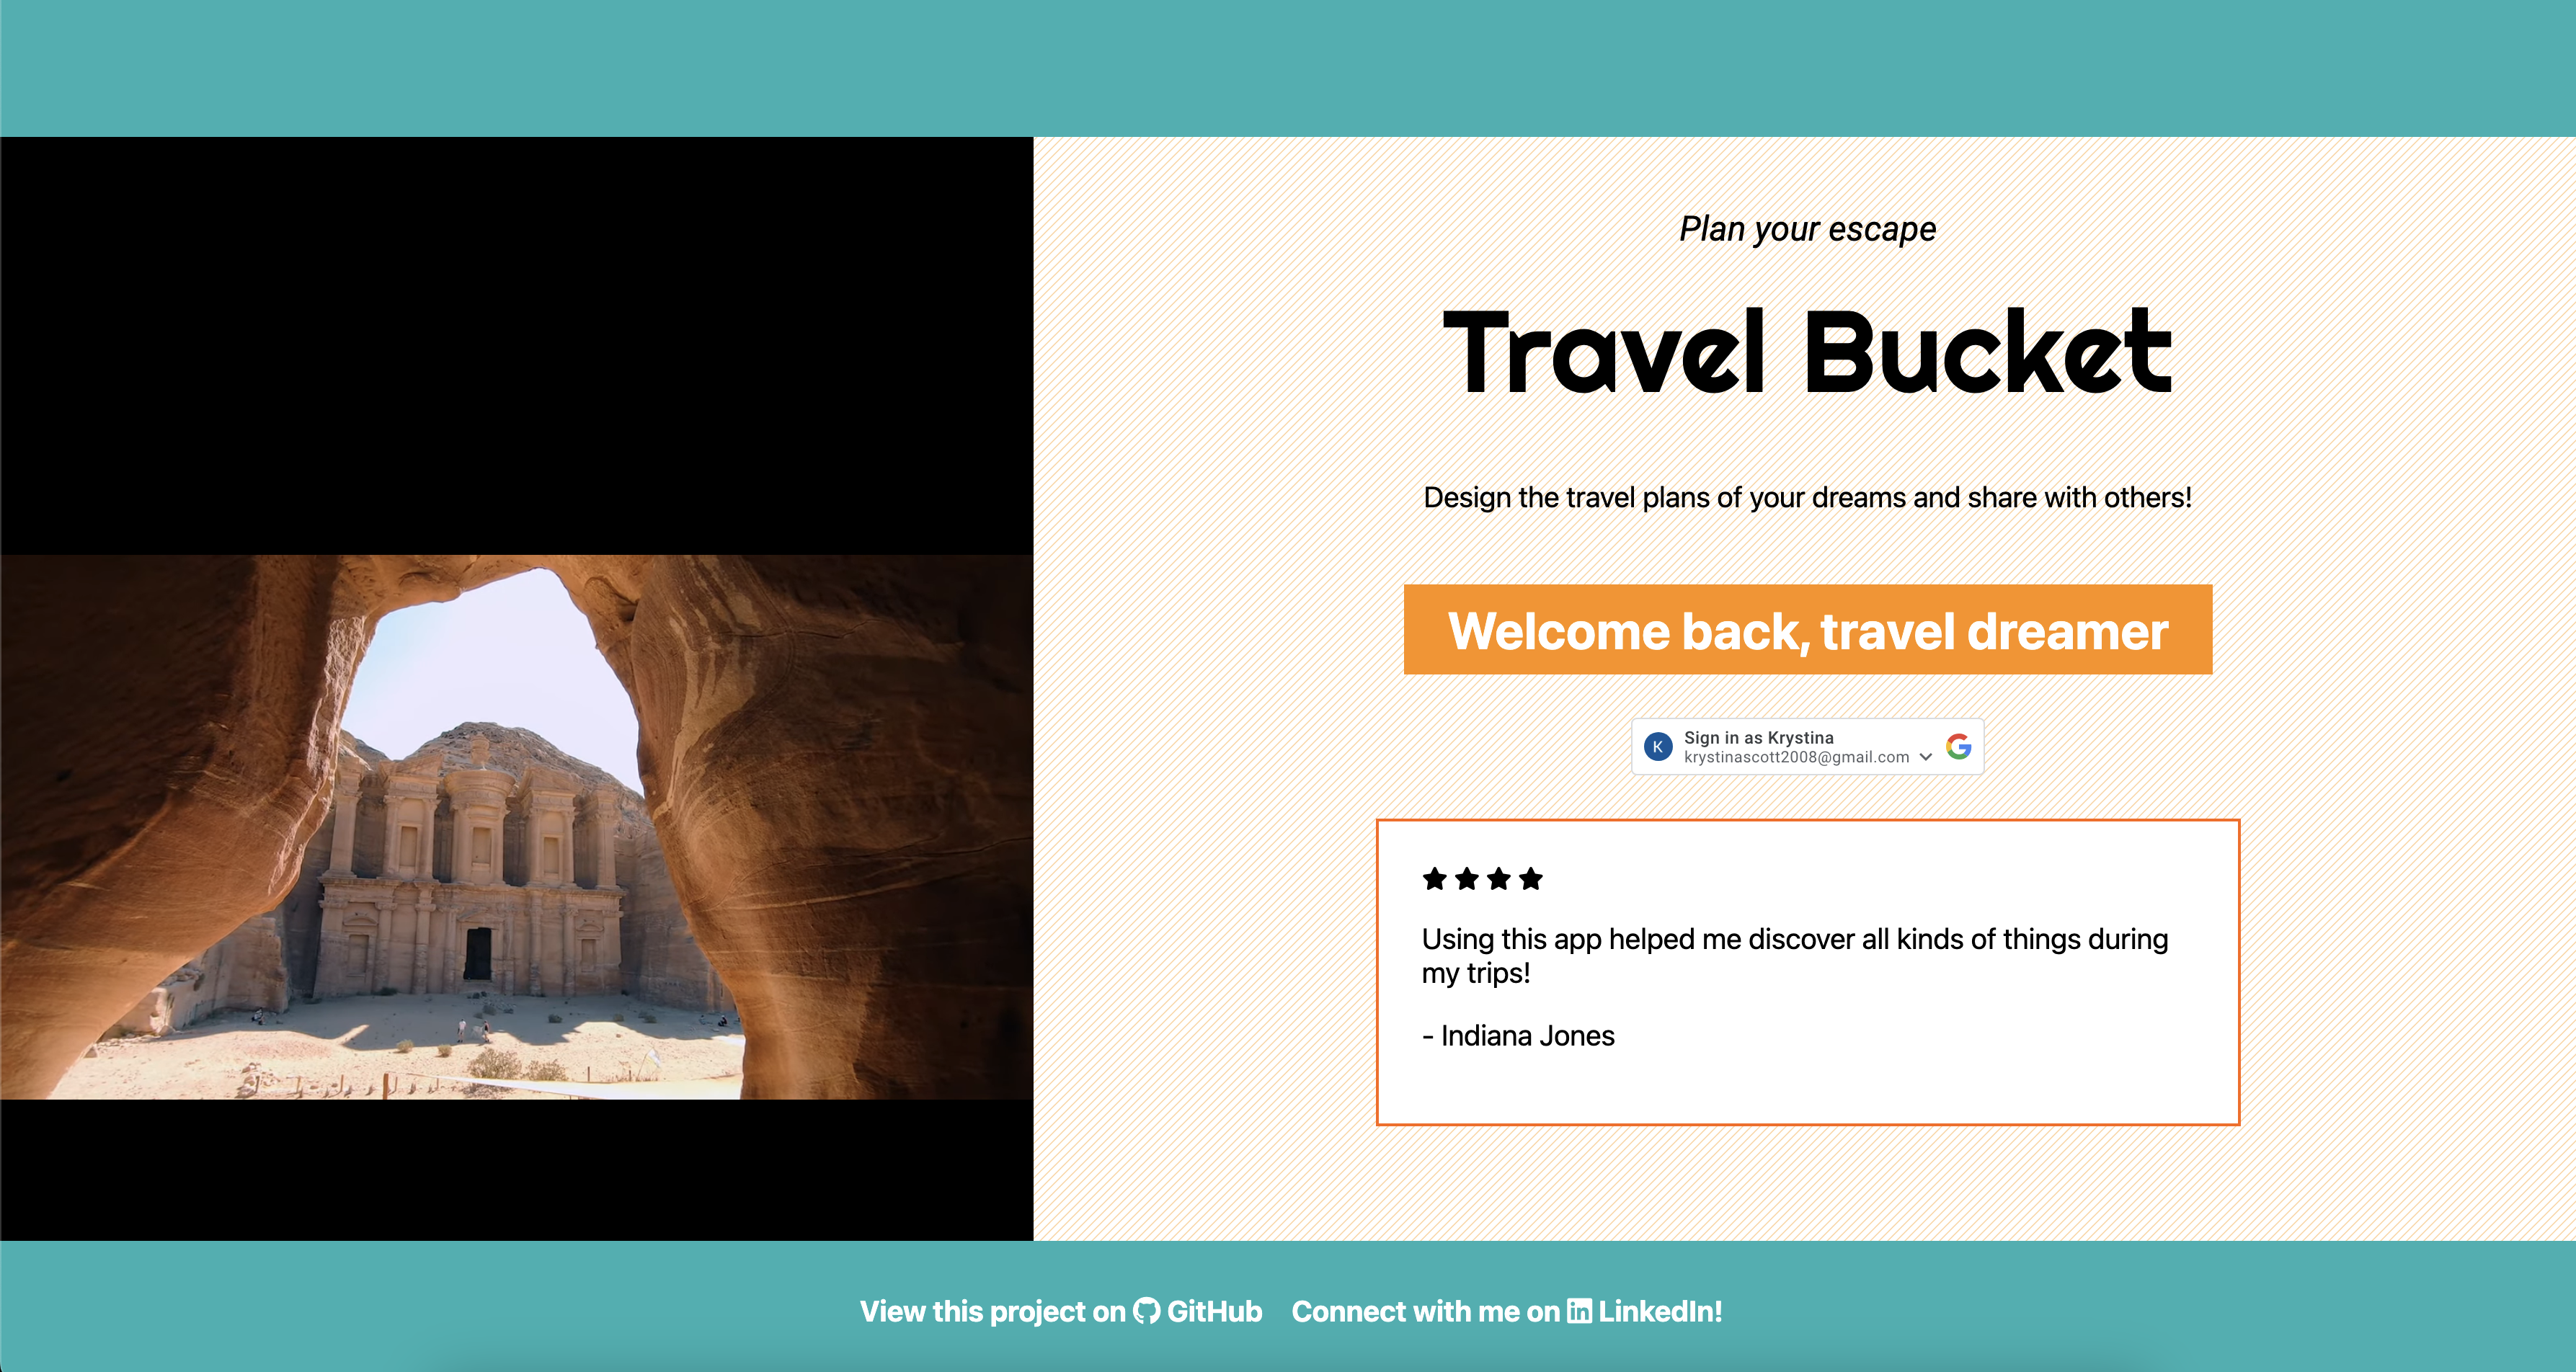 Plan your escape
Travel Bucket
Design the travel plans of your dreams and share with others!
Welcome back, travel dreamer
K
Sign in as Krystina
krystinascott2008@gmail.com
Using this app helped me discover all kinds of things during
my trips!
- Indiana Jones
View this project on GitHub Connect with me on LinkedIn!